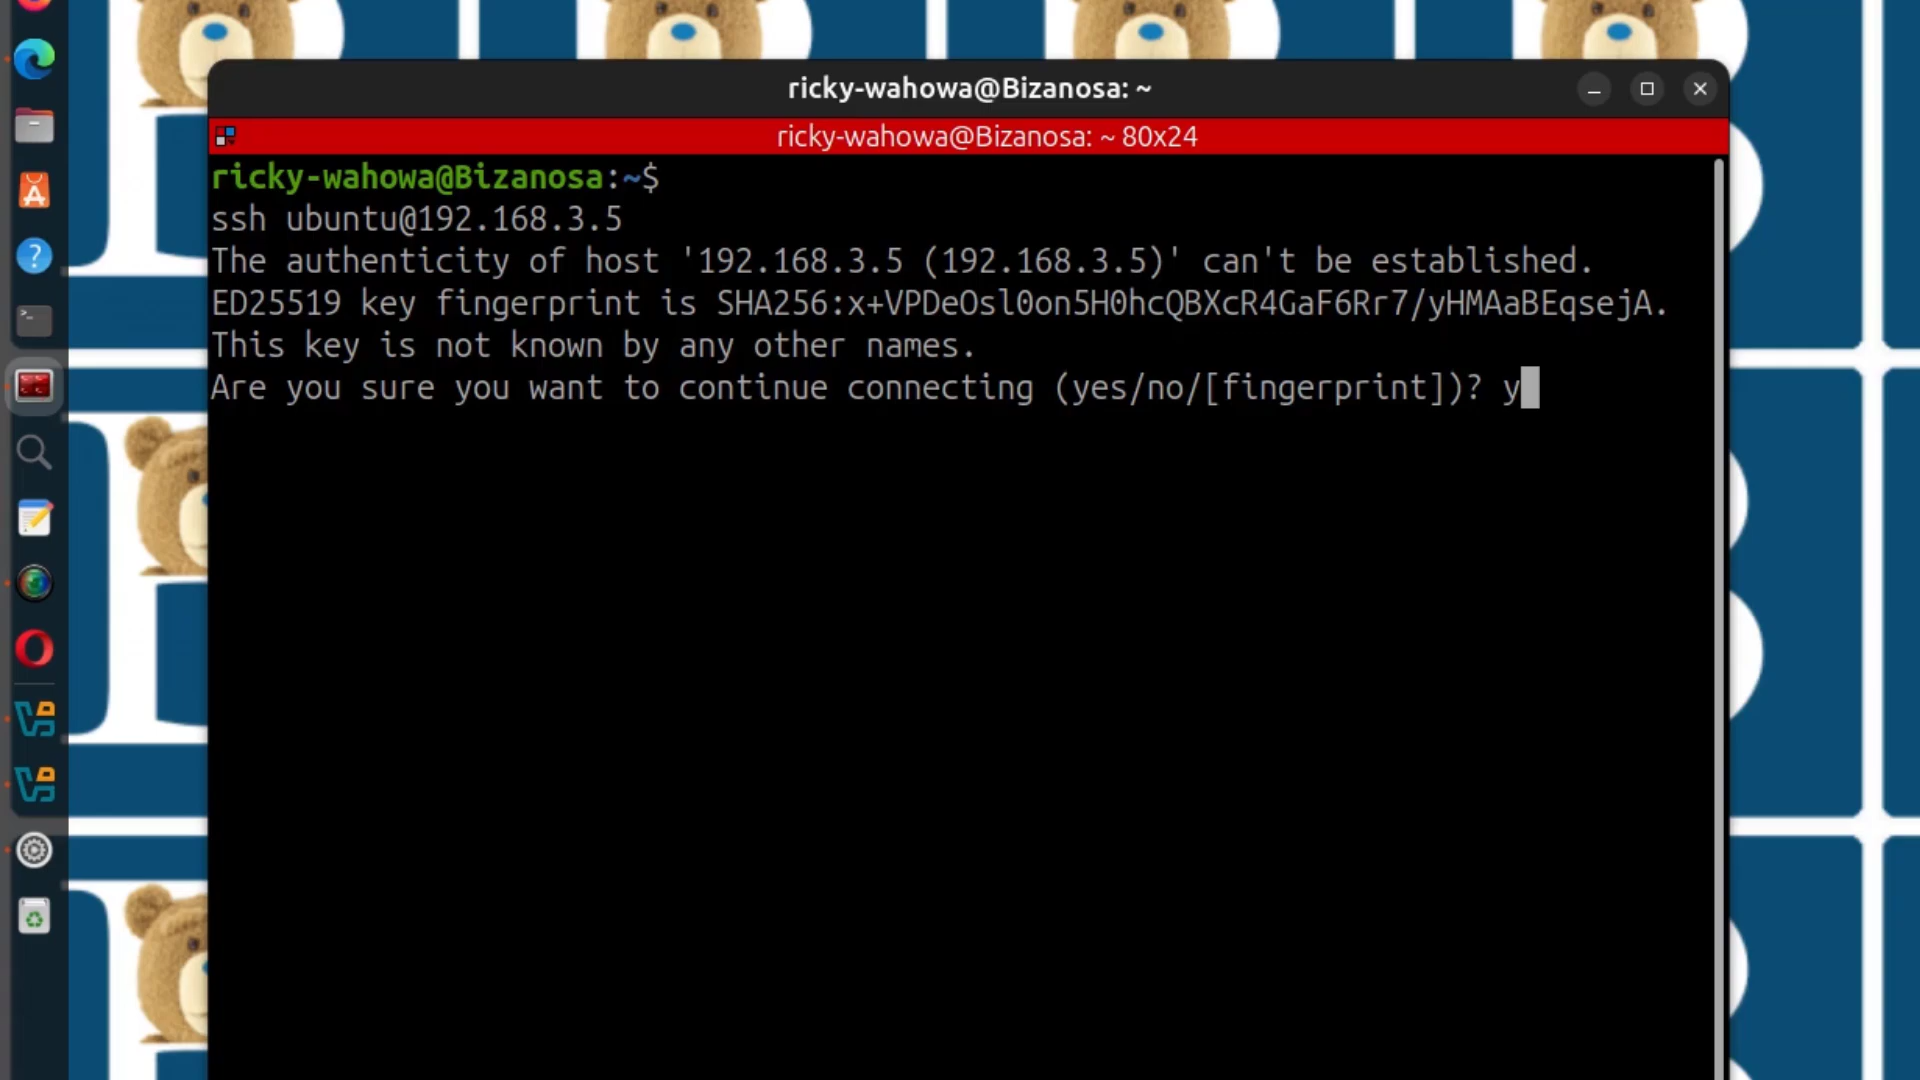 ricky-wahowa@Bizanosa: ~
ricky-wahowa@Bizanosa: ~ 80x24
ricky-wahowa@Bizanosa:~$
ssh ubuntu@192.168.3.5
The authenticity of host '192.168.3.5 (192.168.3.5)' can't be established.
ED25519 key fingerprint is SHA256:x+VPDeOsl0on5H0hcQBXcR4GaF6Rr7/yHMAaBEqsejA.
This key is not known by any other names.
Are you sure you want to continue connecting (yes/no/[fingerprint])? y